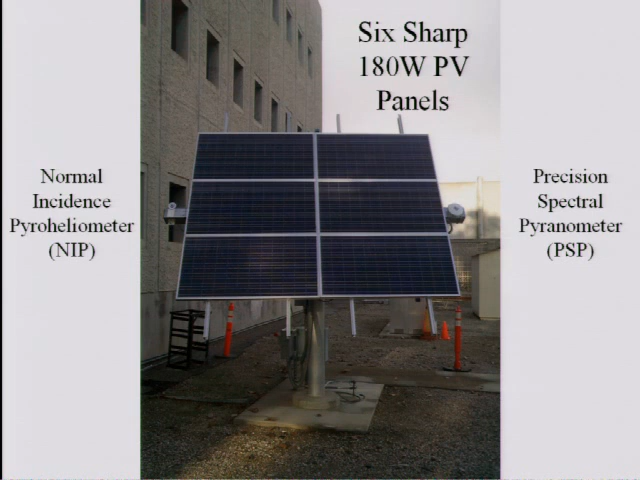 Six Sharp
180W PV
Panels
Normal
Incidence
Pyroheliometer
(NIP)
Precision
Spectral
Pyranometer
(PSP)